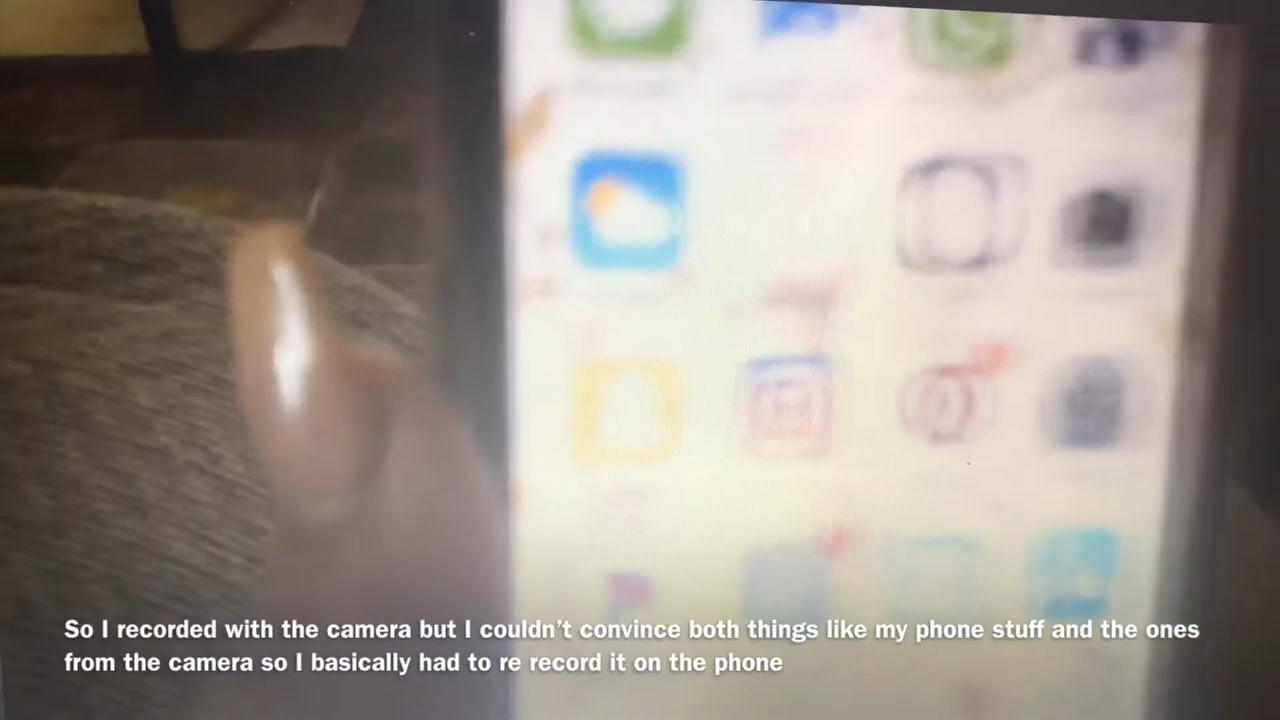 So I recorded with the camera but I couldn’t convince both things like my phone stuff and the ones
from the camera so I basically had to re record it on the phone